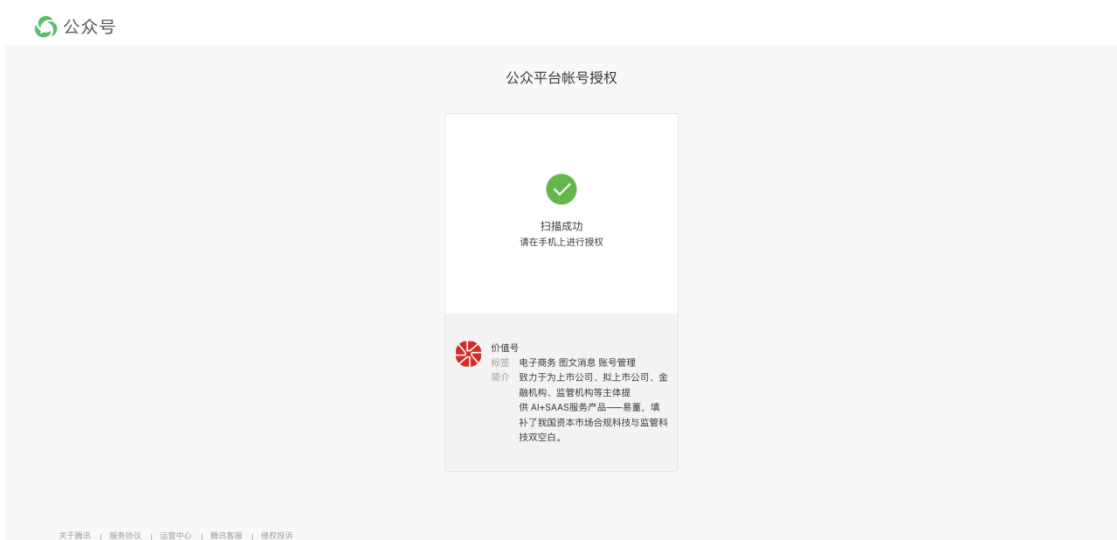 公众号
公众平台帐号授权
扫描成功
请在手机上进行授权
价值号
标签 电子商务 图文消息 账号管理
简介 致力于为上市公司、拟上市公司、金
融机构、监管机构等主体提
供 AI+SAAS服务产品——易董，填
补了我国资本市场合规科技与监管科
技双空白。
关于腾讯 | 服务协议 | 运营中心 | 腾讯客服 | 侵权投诉